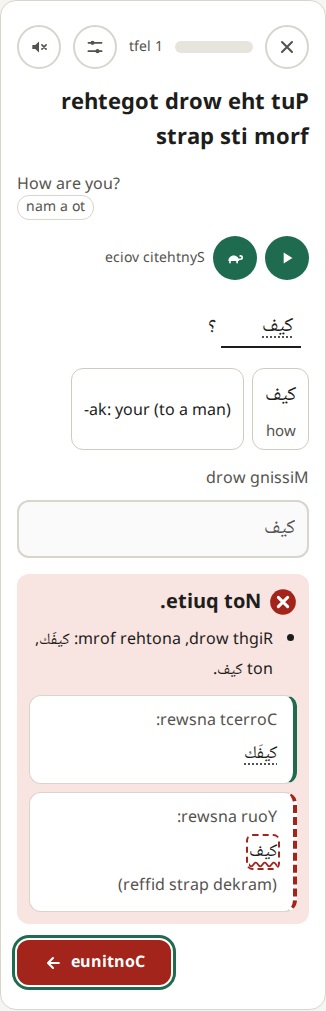 tfel 1
rehtegot drow eht tuP
strap sti mrof
How are you?
nam a ot
eciov citehtnyS
كيف ؟
كيف
how
-ak: your (to a man)
drow gnissiM
كيف
.etiuq toN
,كيفَك :mrof rehtona ,drow thgiR
.كيف ton
:rewsna tcerroC
كيفَك
:rewsna ruoY
كيف
(reffid strap dekram)
eunitnoC